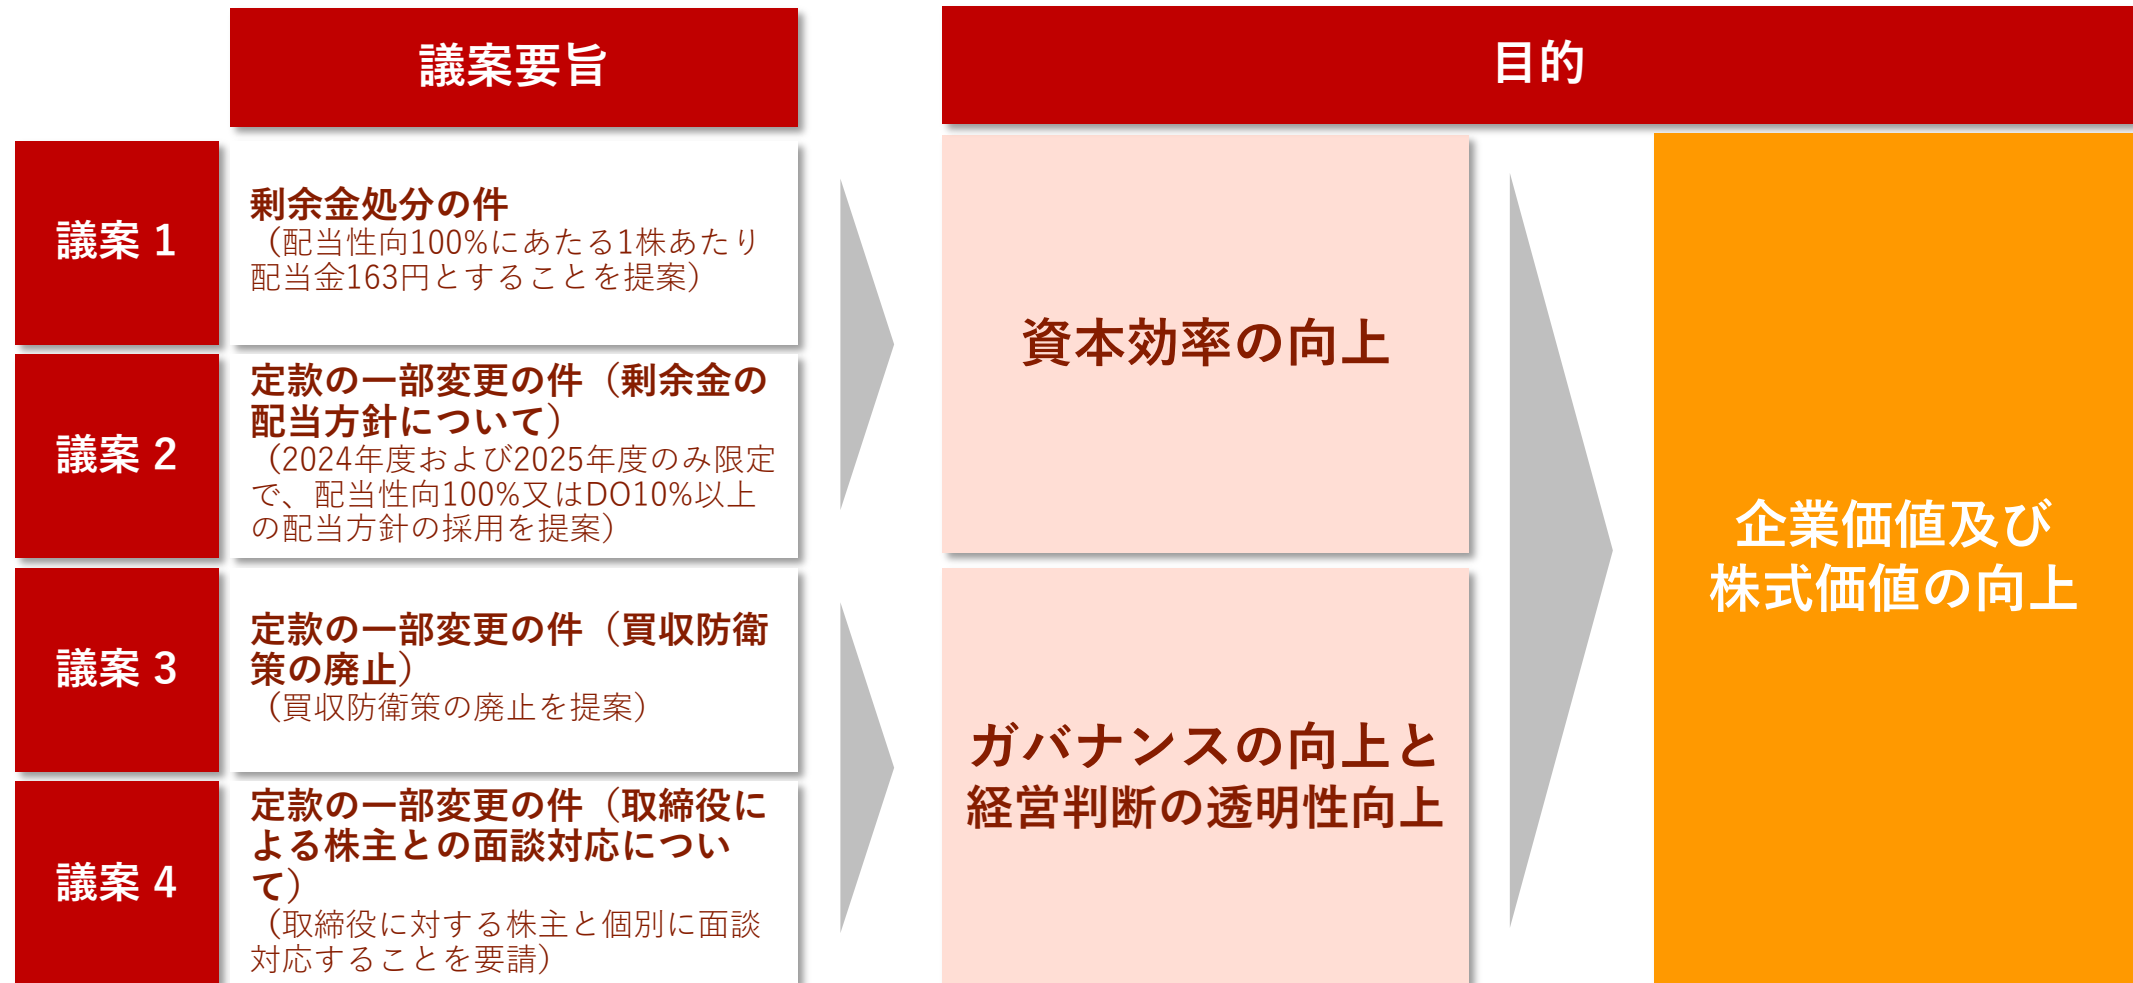 議案要旨
目的
議案 1
剰余金処分の件
（配当性向100%にあたる1株あたり
配当金163円とすることを提案）
議案 2
定款の一部変更の件（剰余金の
配当方針について）
（2024年度および2025年度のみ限定
で、配当性向100%又はDO10%以上
の配当方針の採用を提案）
議案 3
定款の一部変更の件（買収防衛
策の廃止）
（買収防衛策の廃止を提案）
議案 4
定款の一部変更の件（取締役に
よる株主との面談対応につい
て）
（取締役に対する株主と個別に面談
対応することを要請）
資本効率の向上
ガバナンスの向上と
経営判断の透明性向上
企業価値及び
株式価値の向上